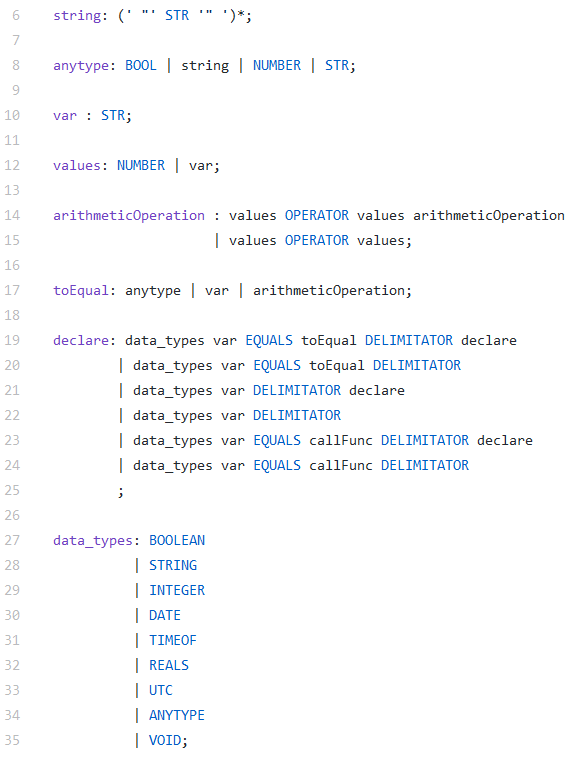 6 string: (' "' STR '" ')*;
7
8 anytype: BOOL | string | NUMBER | STR;
9
10 var : STR;
11
12 values: NUMBER | var;
13
14 arithmeticOperation : values OPERATOR values arithmeticOperation
15 | values OPERATOR values;
16
17 toEqual: anytype | var | arithmeticOperation;
18
19 declare: data_types var EQUALS toEqual DELIMITATOR declare
20 | data_types var EQUALS toEqual DELIMITATOR
21 | data_types var DELIMITATOR declare
22 | data_types var DELIMITATOR
23 | data_types var EQUALS callFunc DELIMITATOR declare
24 | data_types var EQUALS callFunc DELIMITATOR
25 ;
26
27 data_types: BOOLEAN
28 | STRING
29 | INTEGER
30 | DATE
31 | TIMEOF
32 | REALS
33 | UTC
34 | ANYTYPE
35 | VOID;